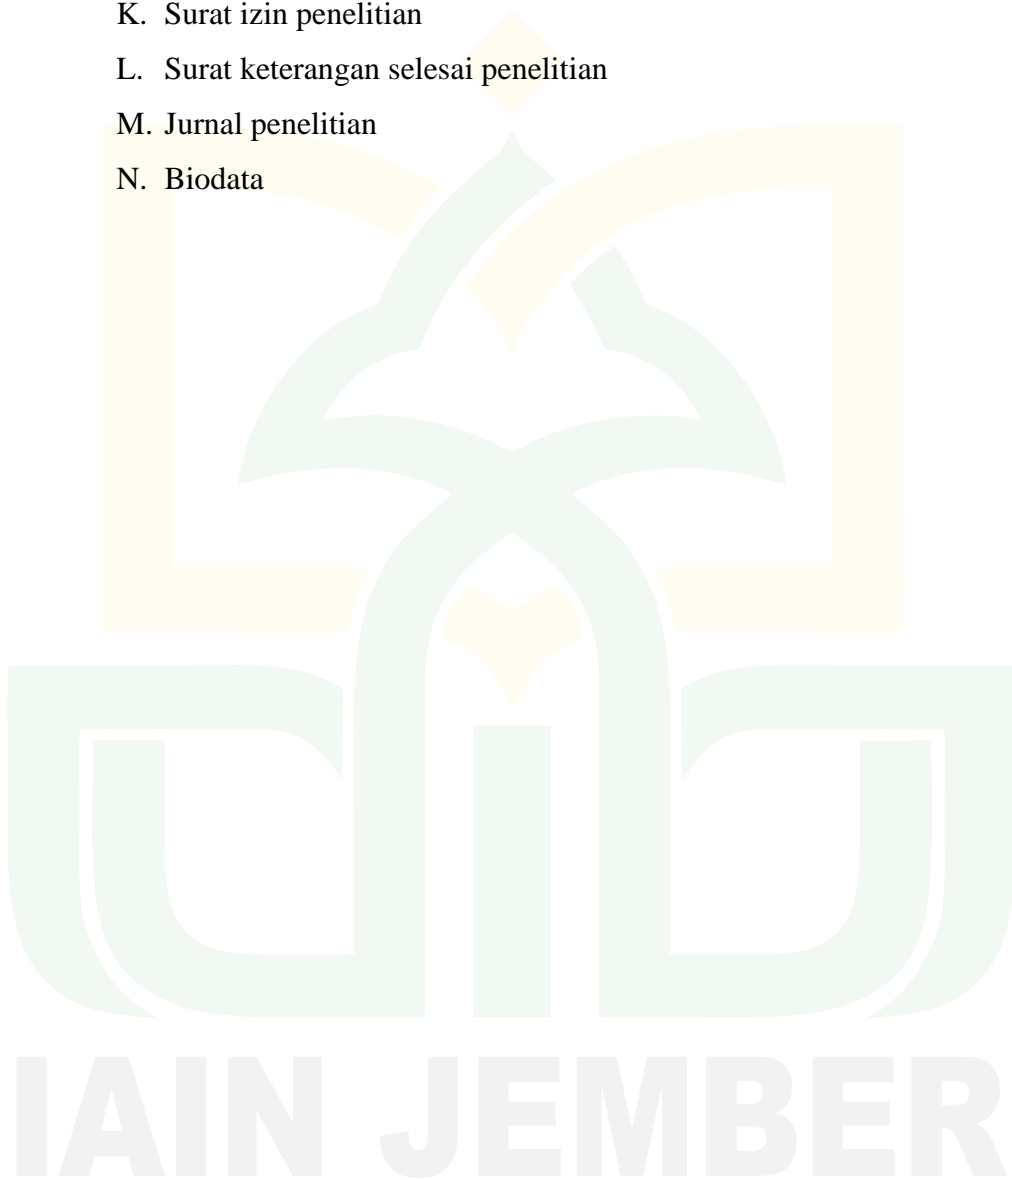 K. Surat izin penelitian
L. Surat keterangan selesai penelitian
M. Jurnal penelitian
N. Biodata
IAIN JEMBER